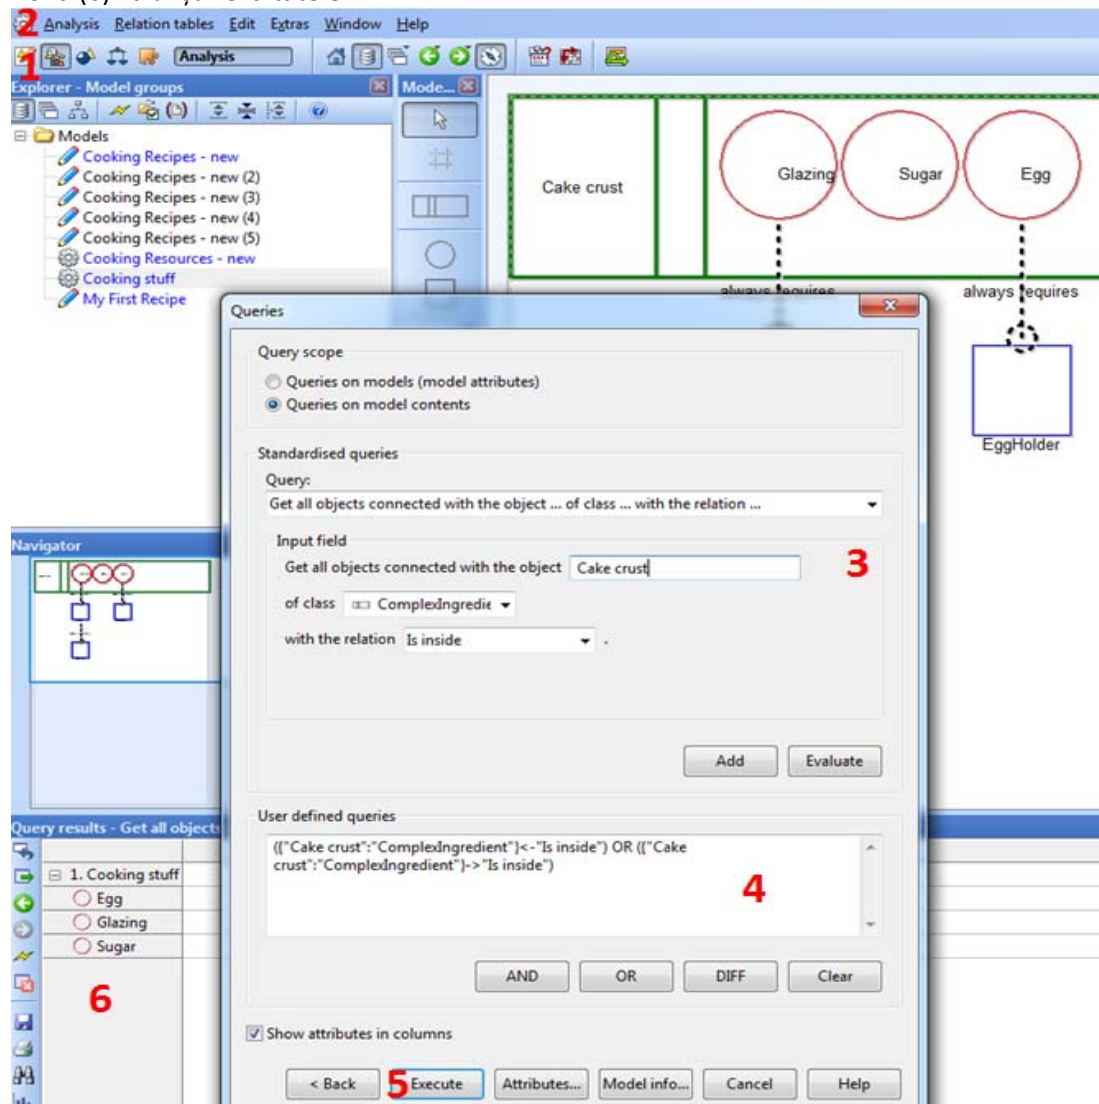 2 Analysis Relation tables Edit Extras Window Help
1 Analysis
Explorer - Model groups
Mode...
Models
Cooking Recipes - new
Cooking Recipes - new (2)
Cooking Recipes - new (3)
Cooking Recipes - new (4)
Cooking Recipes - new (5)
Cooking Resources - new
Cooking stuff
My First Recipe
Cake crust
Glazing
Sugar
Egg
always requires
always requires
EggHolder
Navigator
Queries
Query scope
Queries on models (model attributes)
Queries on model contents
Standardised queries
Query:
Get all objects connected with the object ... of class ... with the relation ...
Input field
Get all objects connected with the object Cake crust
3
of class ComplexIngredie
with the relation Is inside .
Add Evaluate
User defined queries
({"Cake crust":"ComplexIngredient"}<-"Is inside") OR ({"Cake
crust":"ComplexIngredient"}->"Is inside")
4
AND OR DIFF Clear
Show attributes in columns
< Back 5 Execute Attributes... Model info... Cancel Help
Query results - Get all objects
1. Cooking stuff
Egg
Glazing
Sugar
6